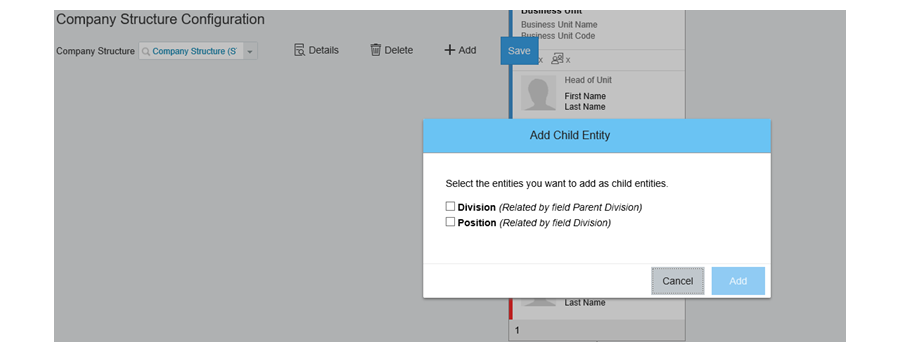 Company Structure Configuration
Company Structure Company Structure (S Details Delete Add Save
Business Unit
Business Unit Name
Business Unit Code
x x
Head of Unit
First Name
Last Name
Add Child Entity
Select the entities you want to add as child entities.
Division (Related by field Parent Division)
Position (Related by field Division)
Cancel Add
Last Name
1